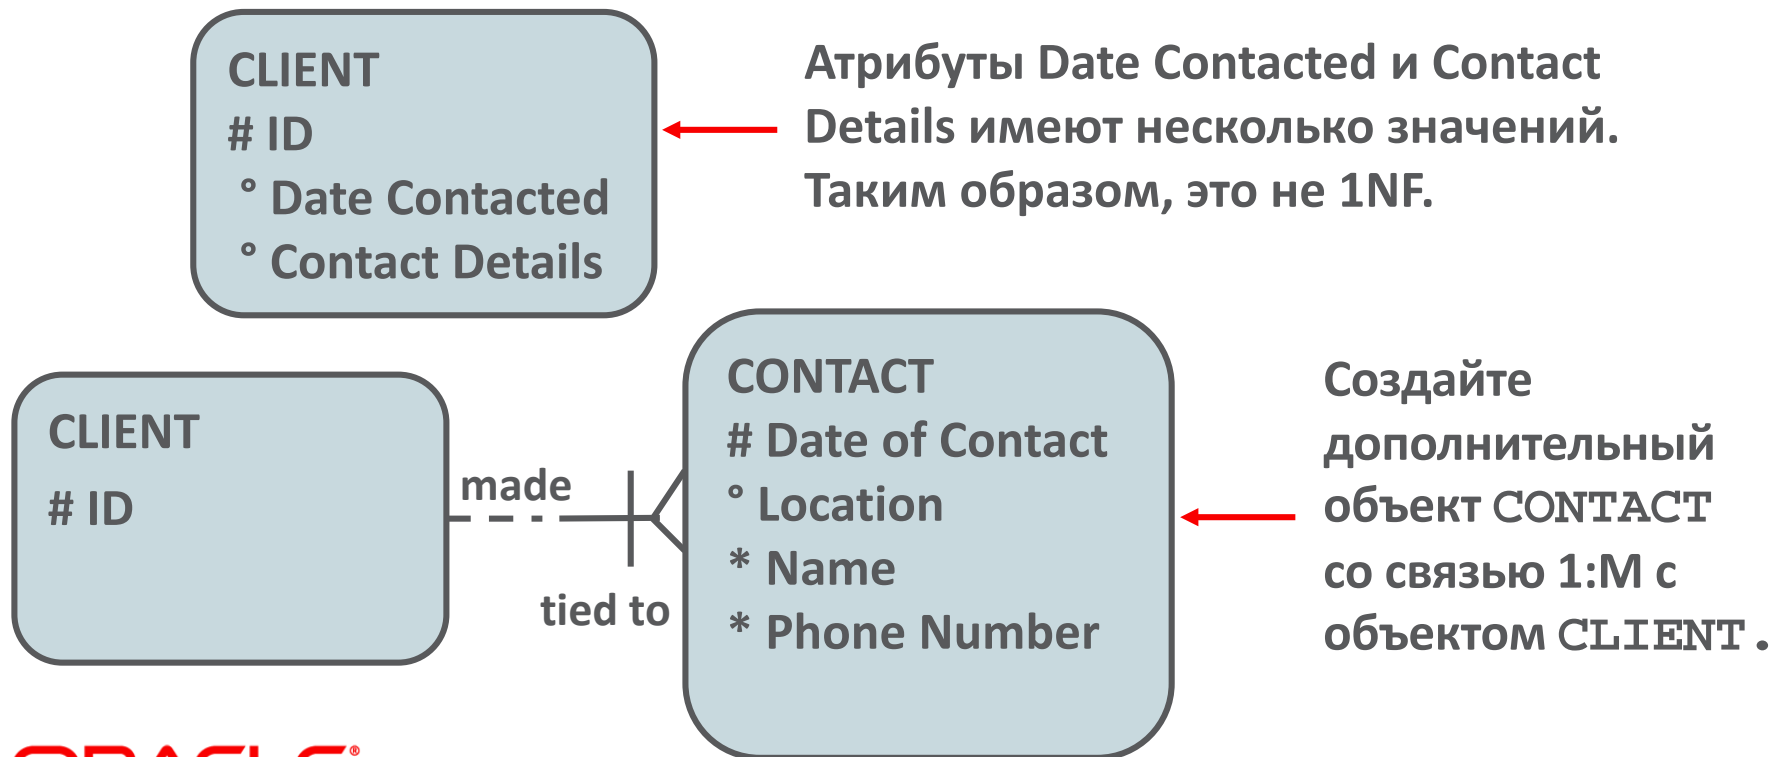 CLIENT
# ID
° Date Contacted
° Contact Details
Атрибуты Date Contacted и Contact
Details имеют несколько значений.
Таким образом, это не 1NF.
CLIENT
# ID
made
tied to
CONTACT
# Date of Contact
° Location
* Name
* Phone Number
Создайте
дополнительный
объект CONTACT
со связью 1:М с
объектом CLIENT.
ORACLE®